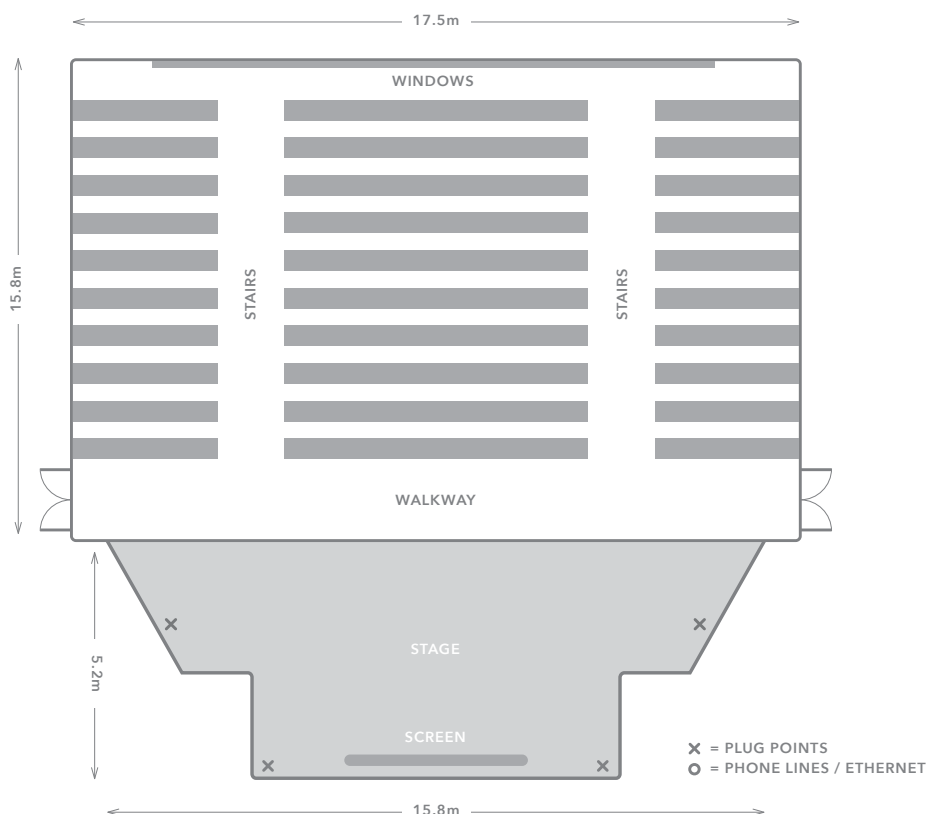 17.5m
WINDOWS
15.8m
STAIRS
STAIRS
WALKWAY
5.2m
STAGE
SCREEN
= PLUG POINTS
= PHONE LINES / ETHERNET
15.8m